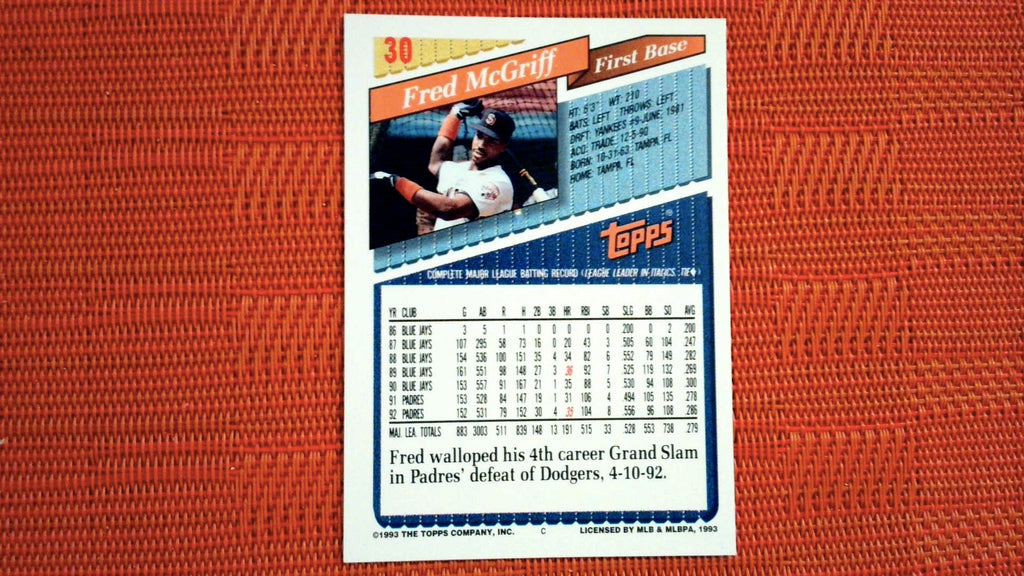 30
Fred McGriff
First Base
HT: 6'3" WT: 210
BATS: LEFT THROWS: LEFT
DRFT: YANKEES #9-JUNE, 1981
ACQ: TRADE, 12-5-90
BORN: 10-31-63, TAMPA, FL
HOME: TAMPA, FL
TOPPS®
COMPLETE MAJOR LEAGUE BATTING RECORD (LEAGUE LEADER IN ITALICS, TIE♦)
YR CLUB G AB R H 2B 3B HR RBI SB SLG BB SO AVG
86 BLUE JAYS 3 5 1 1 0 0 0 0 0 .200 0 2 .200
87 BLUE JAYS 107 295 58 73 16 0 20 43 3 .505 60 104 .247
88 BLUE JAYS 154 536 100 151 35 4 34 82 6 .552 79 149 .282
89 BLUE JAYS 161 551 98 148 27 3 36 92 7 .525 119 132 .269
90 BLUE JAYS 153 557 91 167 21 1 35 88 5 .530 94 108 .300
91 PADRES 153 528 84 147 19 1 31 106 4 .494 105 135 .278
92 PADRES 152 531 79 152 30 4 35 104 8 .556 96 108 .286
MAJ. LEA. TOTALS 883 3003 511 839 148 13 191 515 33 .528 553 738 .279
Fred walloped his 4th career Grand Slam
in Padres' defeat of Dodgers, 4-10-92.
©1993 THE TOPPS COMPANY, INC. C LICENSED BY MLB & MLBPA, 1993